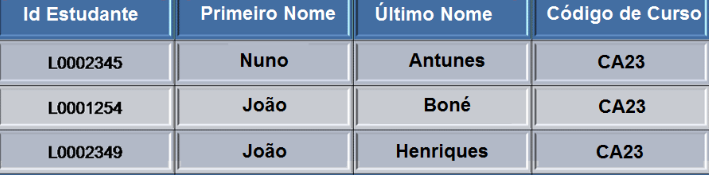 Id Estudante Primeiro Nome Último Nome Código de Curso
L0002345 Nuno Antunes CA23
L0001254 João Boné CA23
L0002349 João Henriques CA23